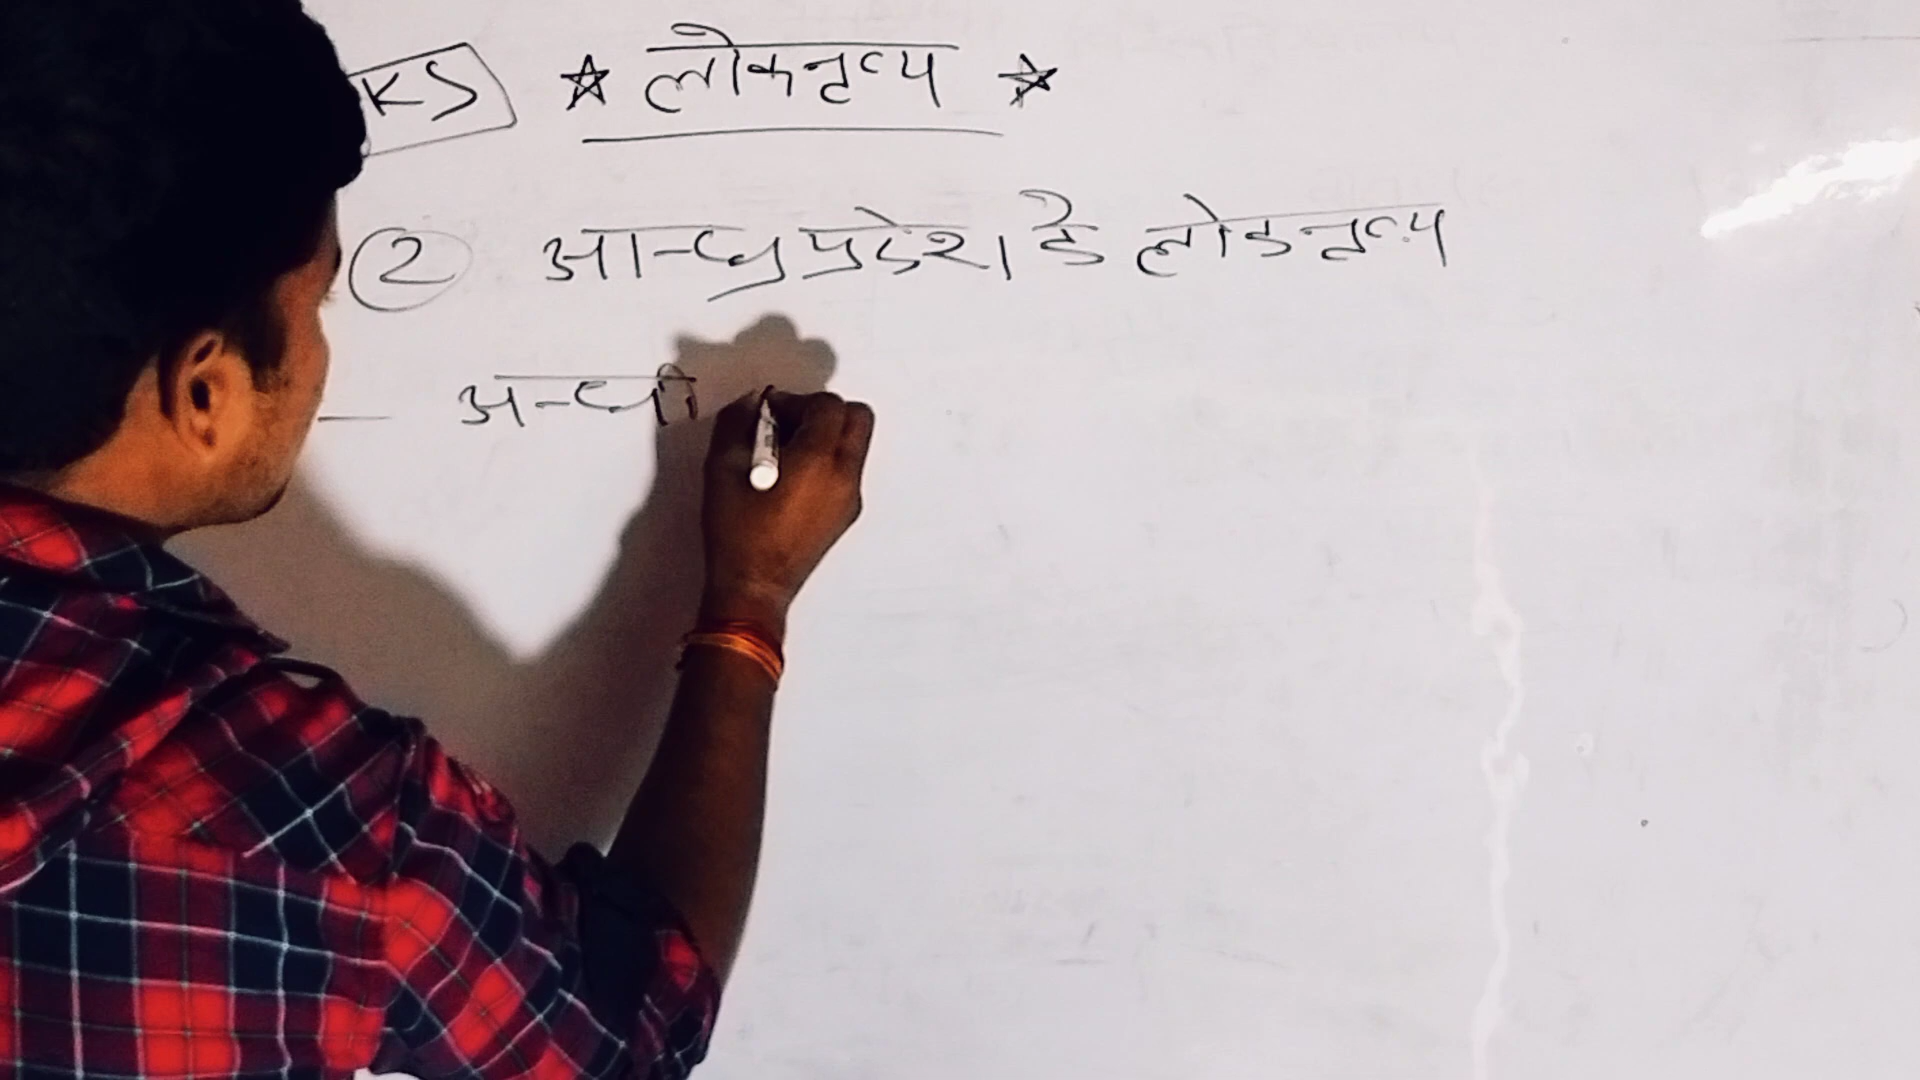 KS ☆ लोकनृत्य ☆
② आन्ध्रप्रदेश के लोकनृत्य
- अन्धी